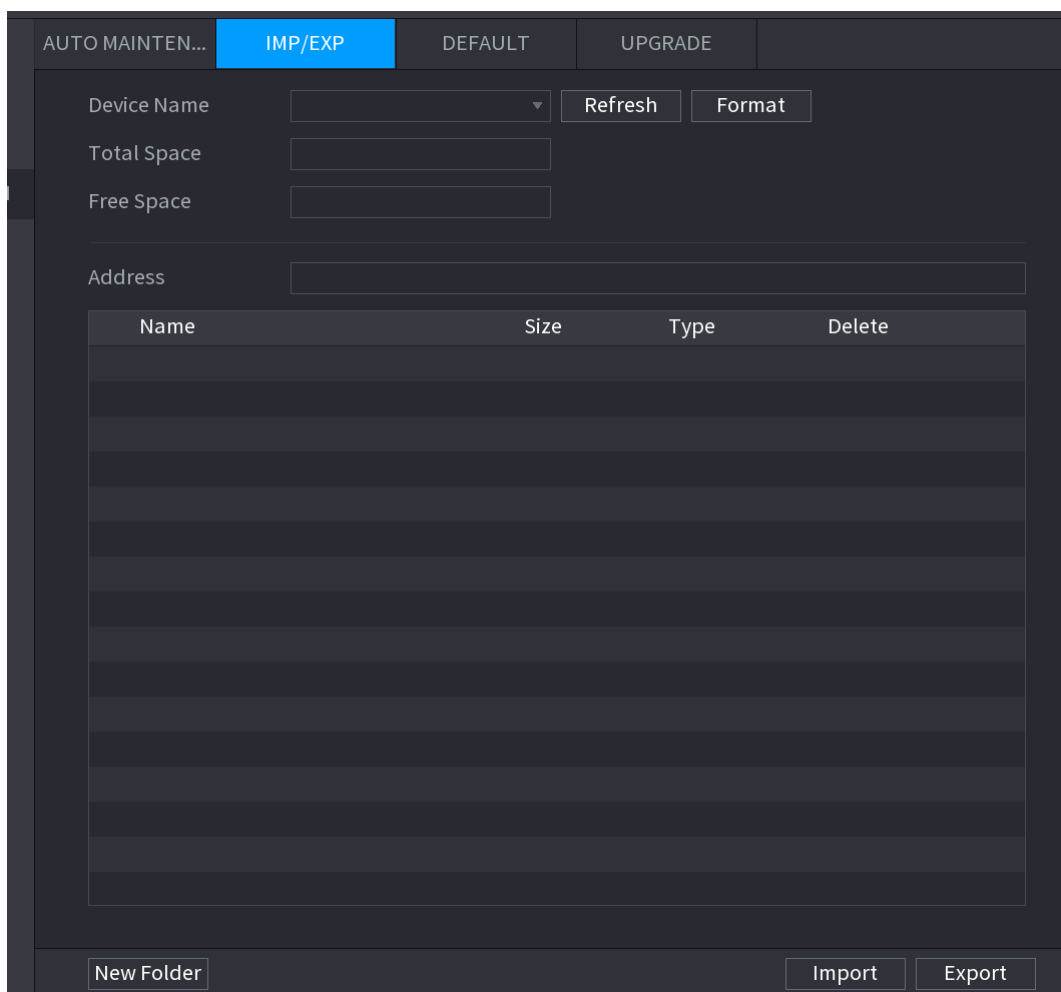 AUTO MAINTEN... IMP/EXP DEFAULT UPGRADE
Device Name Refresh Format
Total Space
Free Space
Address
Name Size Type Delete
New Folder Import Export